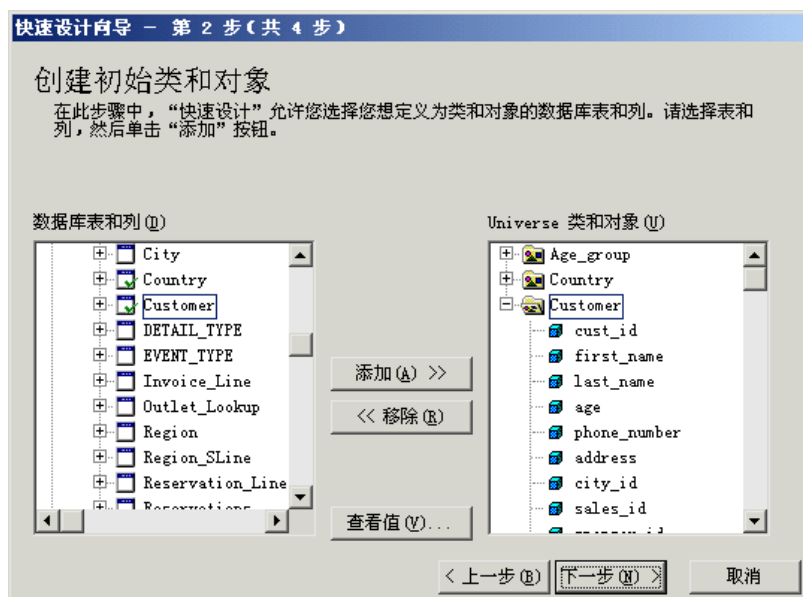 快速设计向导 - 第 2 步(共 4 步)
创建初始类和对象
在此步骤中，“快速设计”允许您选择您想定义为类和对象的数据库表和列。请选择表和
列，然后单击“添加”按钮。
数据库表和列(D)
City
Country
Customer
DETAIL_TYPE
EVENT_TYPE
Invoice_Line
Outlet_Lookup
Region
Region_SLine
Reservation_Line
Reservations
添加(A) >>
<< 移除(R)
查看值(V)...
Universe 类和对象(U)
Age_group
Country
Customer
cust_id
first_name
last_name
age
phone_number
address
city_id
sales_id
< 上一步(B)
下一步(N) >
取消